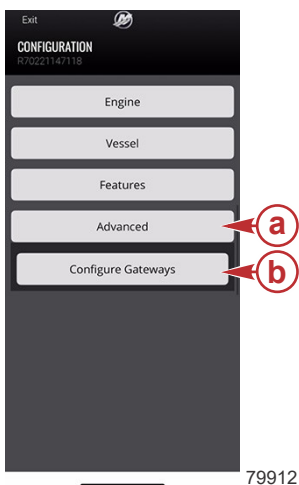 Exit
CONFIGURATION
R70221147118
Engine
Vessel
Features
Advanced
a
Configure Gateways
b
79912